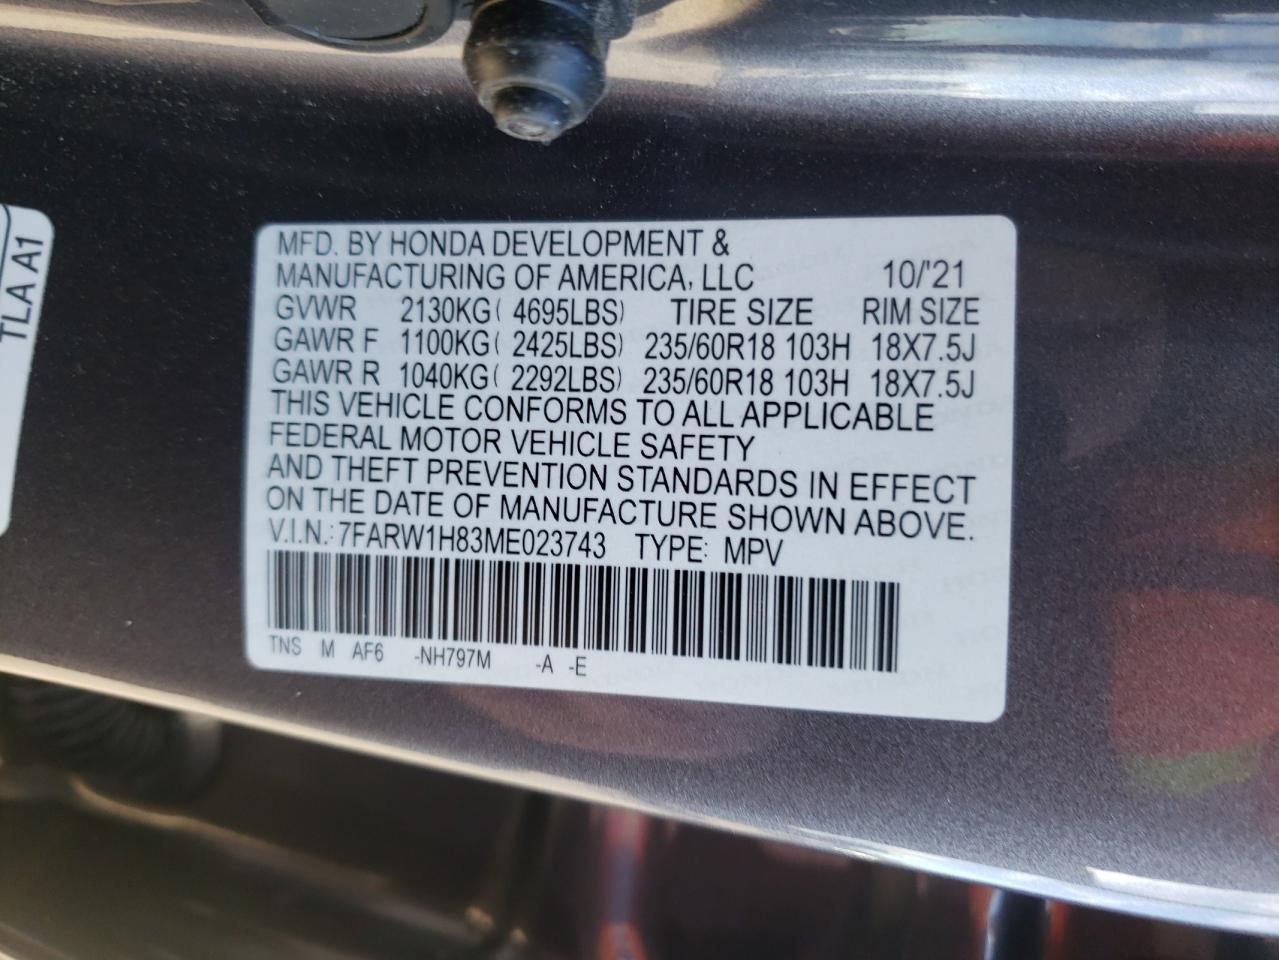 MFD. BY HONDA DEVELOPMENT &
MANUFACTURING OF AMERICA, LLC 10/'21
GVWR 2130KG( 4695LBS) TIRE SIZE RIM SIZE
GAWR F 1100KG( 2425LBS) 235/60R18 103H 18X7.5J
GAWR R 1040KG( 2292LBS) 235/60R18 103H 18X7.5J
THIS VEHICLE CONFORMS TO ALL APPLICABLE
FEDERAL MOTOR VEHICLE SAFETY
AND THEFT PREVENTION STANDARDS IN EFFECT
ON THE DATE OF MANUFACTURE SHOWN ABOVE.
V.I.N.: 7FARW1H83ME023743 TYPE: MPV
TNS M AF6 -NH797M -A -E
TLA A1